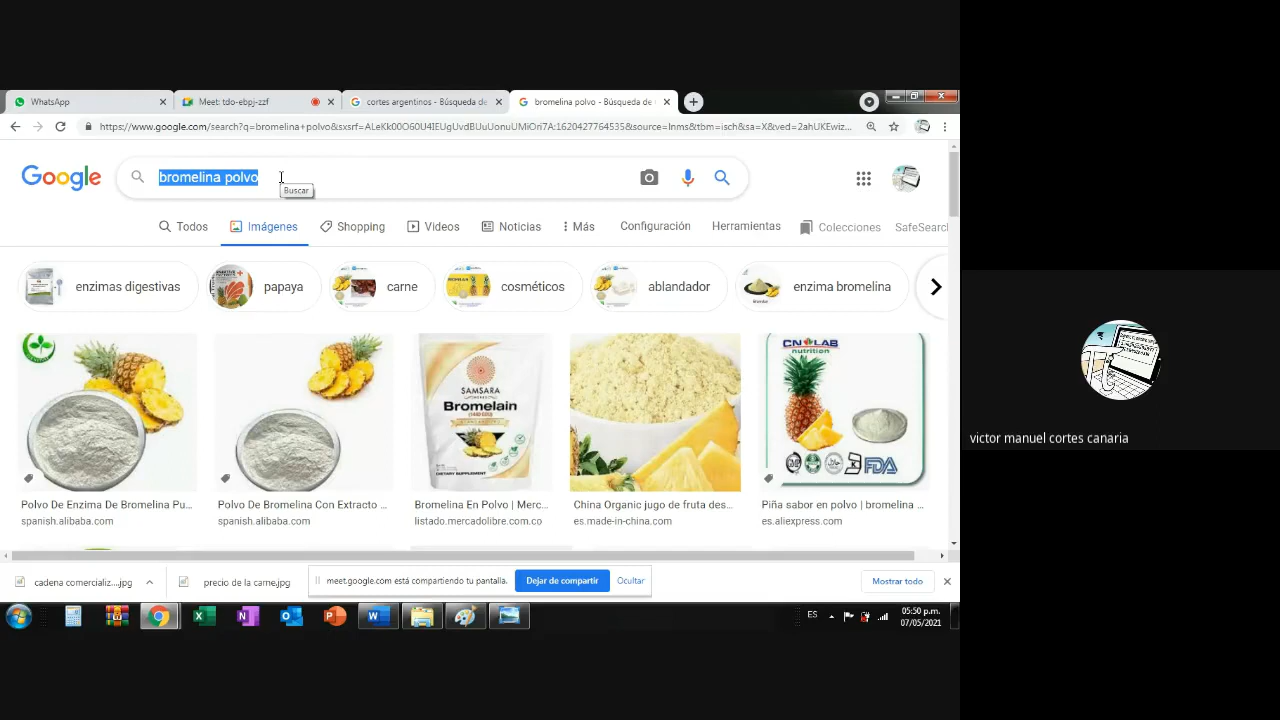 WhatsApp
Meet: tdo-ebpj-zzf
cortes argentinos - Búsqueda de
bromelina polvo - Búsqueda de
https://www.google.com/search?q=bromelina+polvo&sxsrf=ALeKk00O60U4IEUgUvdBUuUonuUMiOri7A:1620427764535&source=lnms&tbm=isch&sa=X&ved=2ahUKEwiz...
Google
bromelina polvo
Buscar
Todos
Imágenes
Shopping
Videos
Noticias
Más
Configuración
Herramientas
Colecciones
SafeSearch
enzimas digestivas
papaya
carne
cosméticos
ablandador
enzima bromelina
SAMSARA
Bromelain
DIETARY SUPPLEMENT
CN LAB
nutrition
GMP
FDA
Polvo De Enzima De Bromelina Pu...
spanish.alibaba.com
Polvo De Bromelina Con Extracto ...
spanish.alibaba.com
Bromelina En Polvo | Merc...
listado.mercadolibre.com.co
China Organic jugo de fruta des...
es.made-in-china.com
Piña sabor en polvo | bromelina ...
es.aliexpress.com
cadena comercializ....jpg
precio de la carne.jpg
meet.google.com está compartiendo tu pantalla.
Dejar de compartir
Ocultar
Mostrar todo
ES
05:50 p.m.
07/05/2021
victor manuel cortes canaria